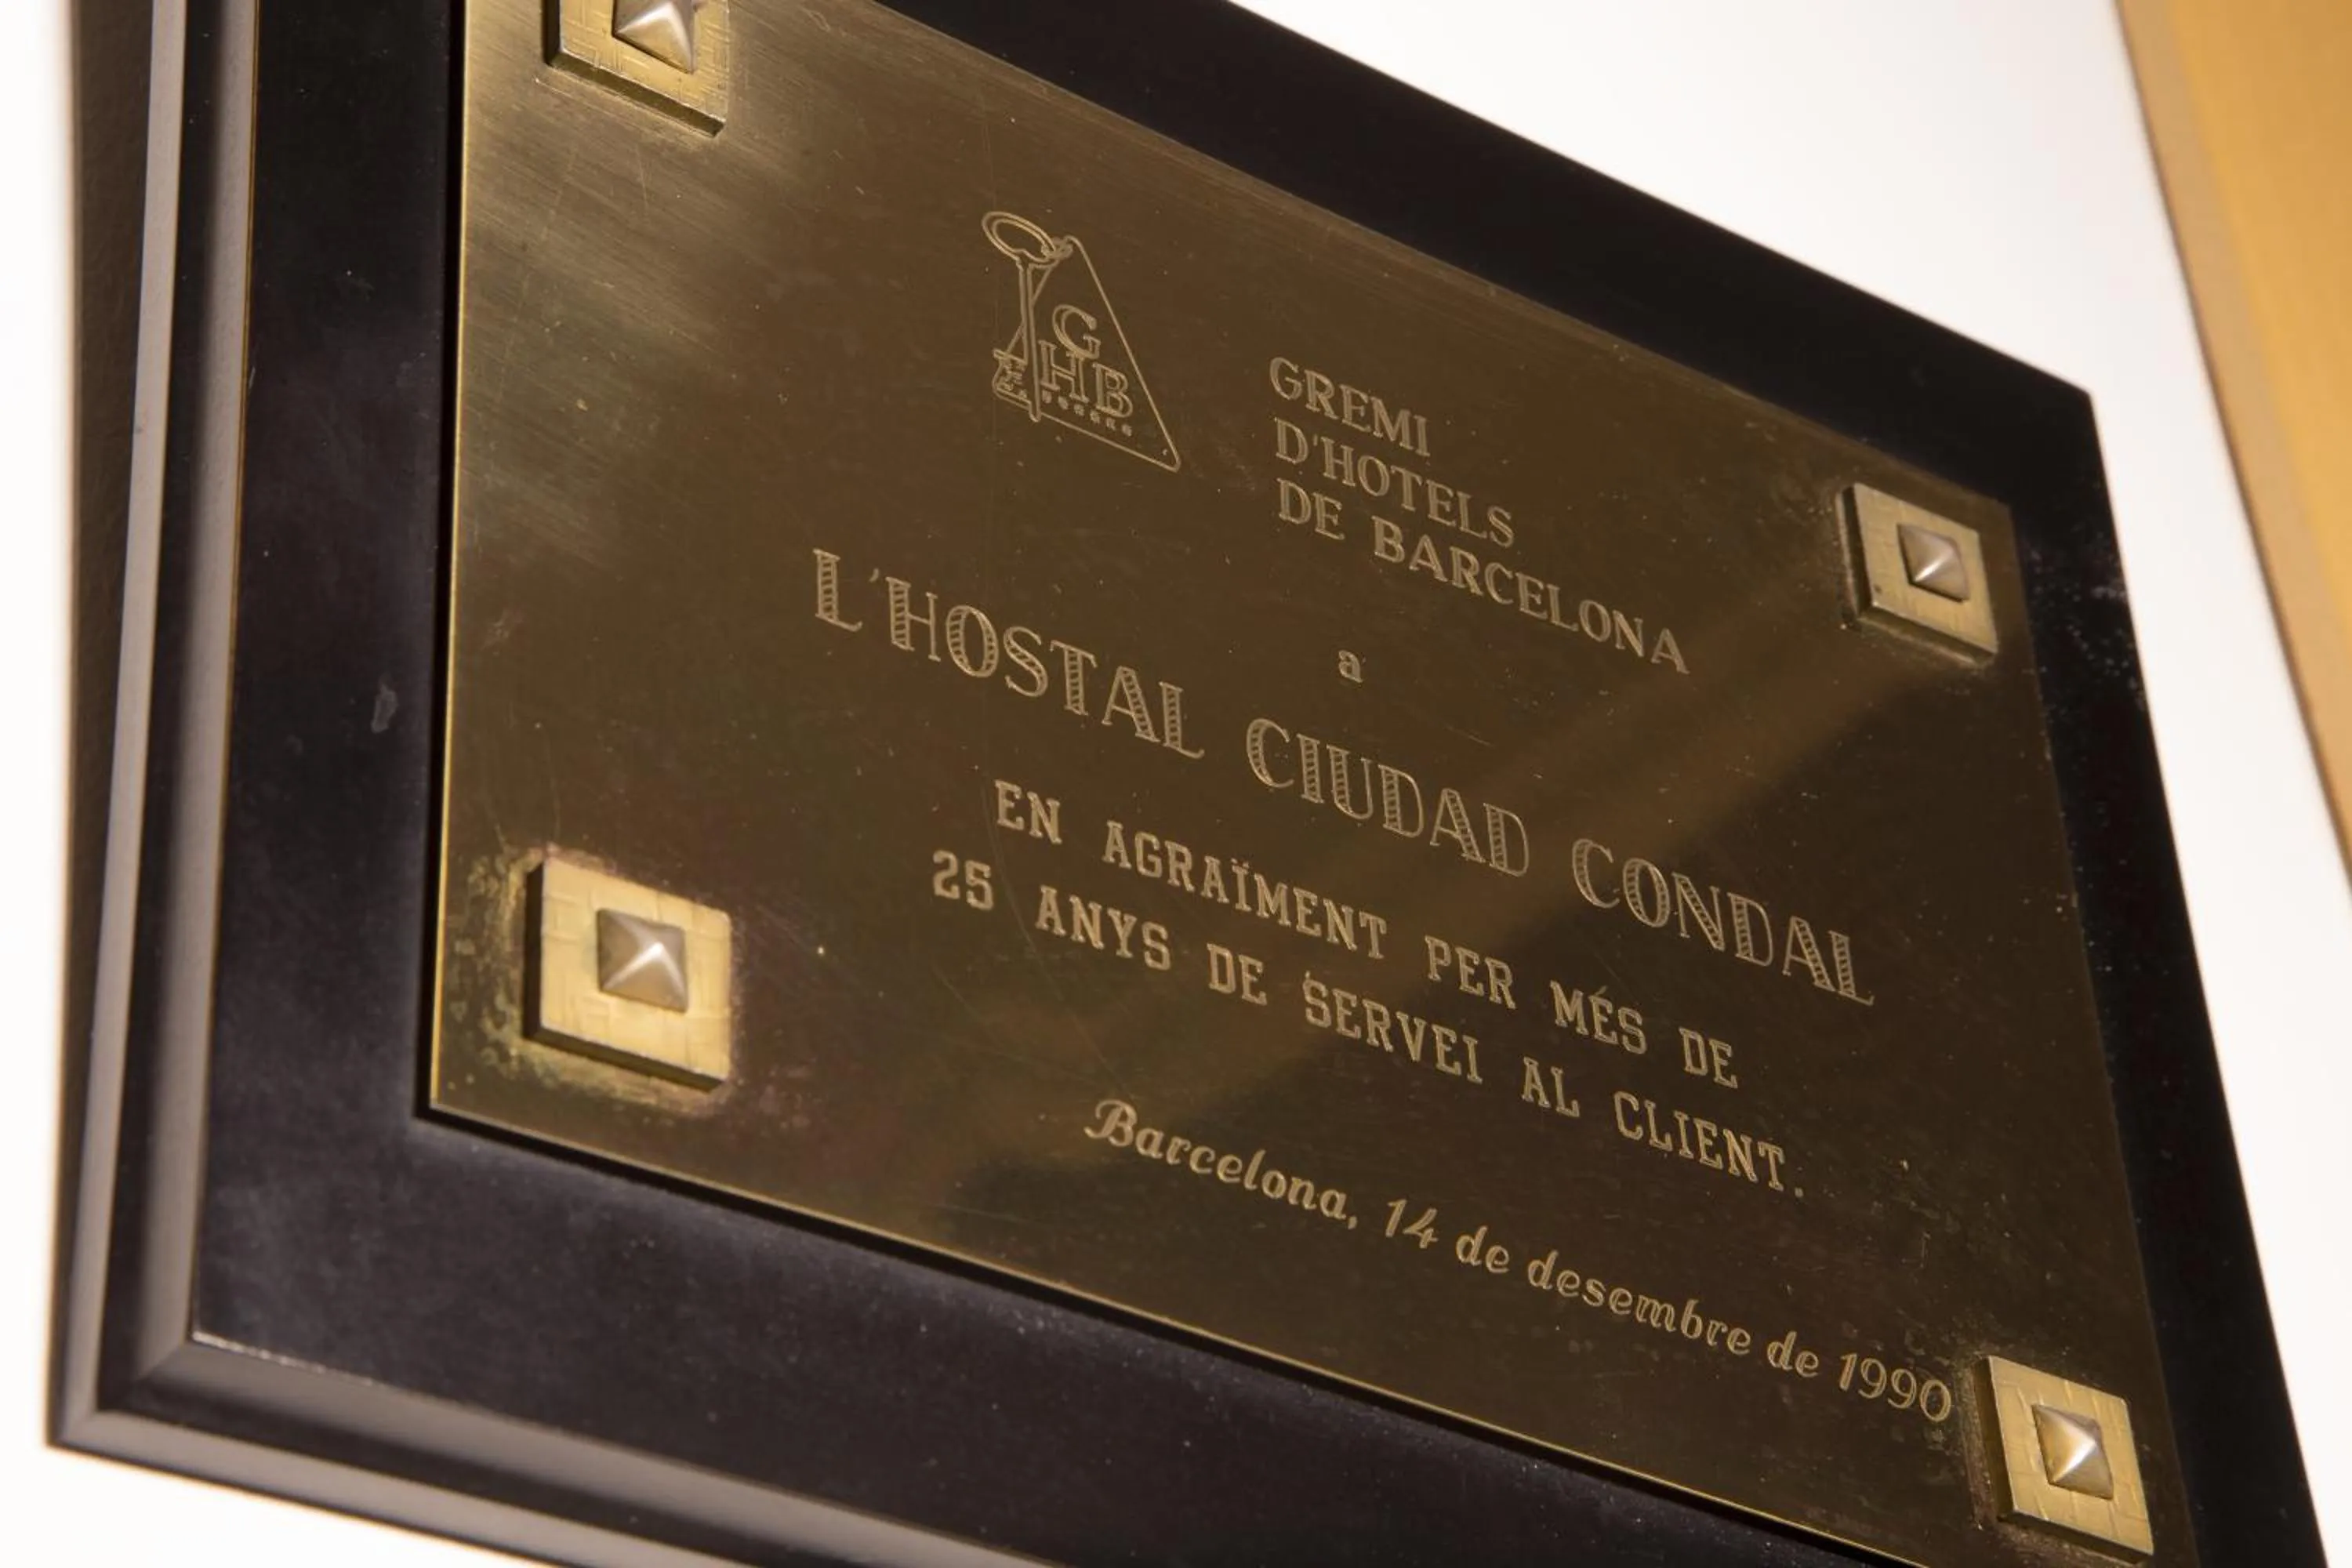 G
HB
GREMI
D'HOTELS
DE BARCELONA
a
L'HOSTAL CIUDAD CONDAL
EN AGRAÏMENT PER MÉS DE
25 ANYS DE SERVEI AL CLIENT.
Barcelona, 14 de desembre de 1990